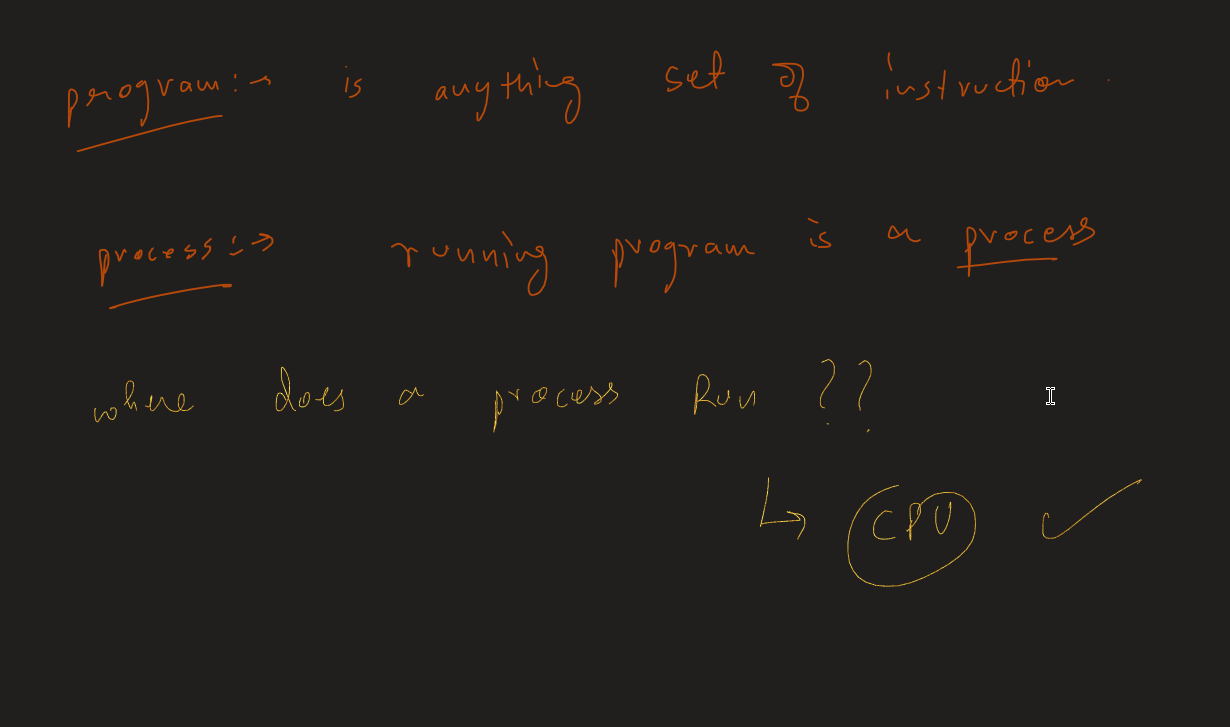 program:→ is anything set of instruction.
process:→ running program is a process
where does a process Run ??
↳ CPU ✓